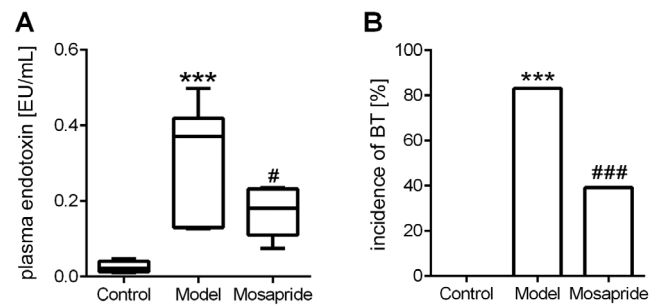 A
plasma endotoxin [EU/mL]
0.6
0.4
0.2
0.0
***
#
Control Model Mosapride
B
incidence of BT [%]
100
80
60
40
20
0
***
###
Control Model Mosapride